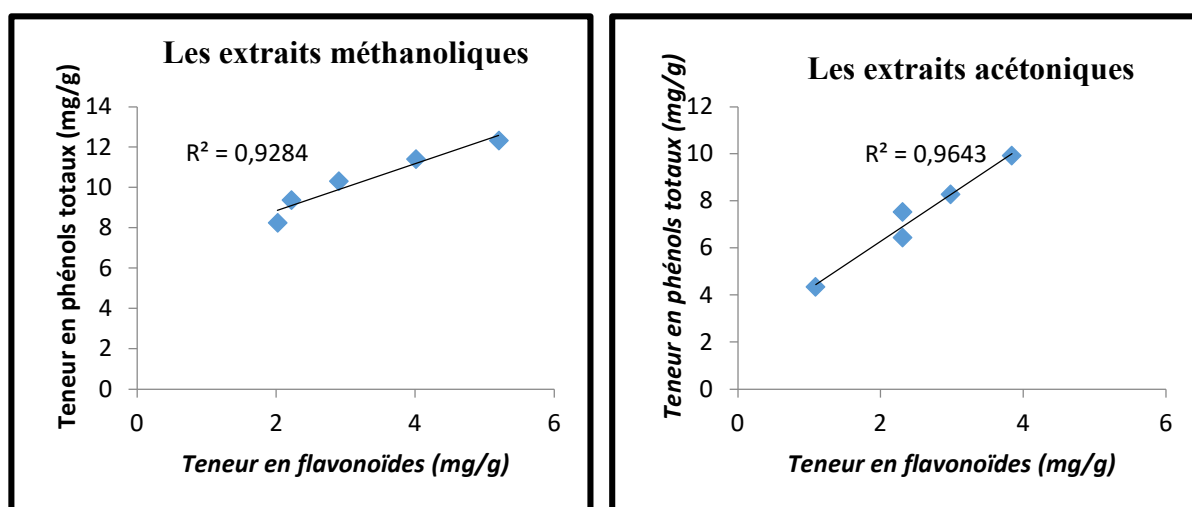 Les extraits méthanoliques
Teneur en phénols totaux (mg/g)
14
12
10
8
6
4
2
0
R² = 0,9284
0 2 4 6
Teneur en flavonoïdes (mg/g)
Les extraits acétoniques
Teneur en phénols totaux (mg/g)
12
10
8
6
4
2
0
R² = 0,9643
0 2 4 6
Teneur en flavonoïdes (mg/g)